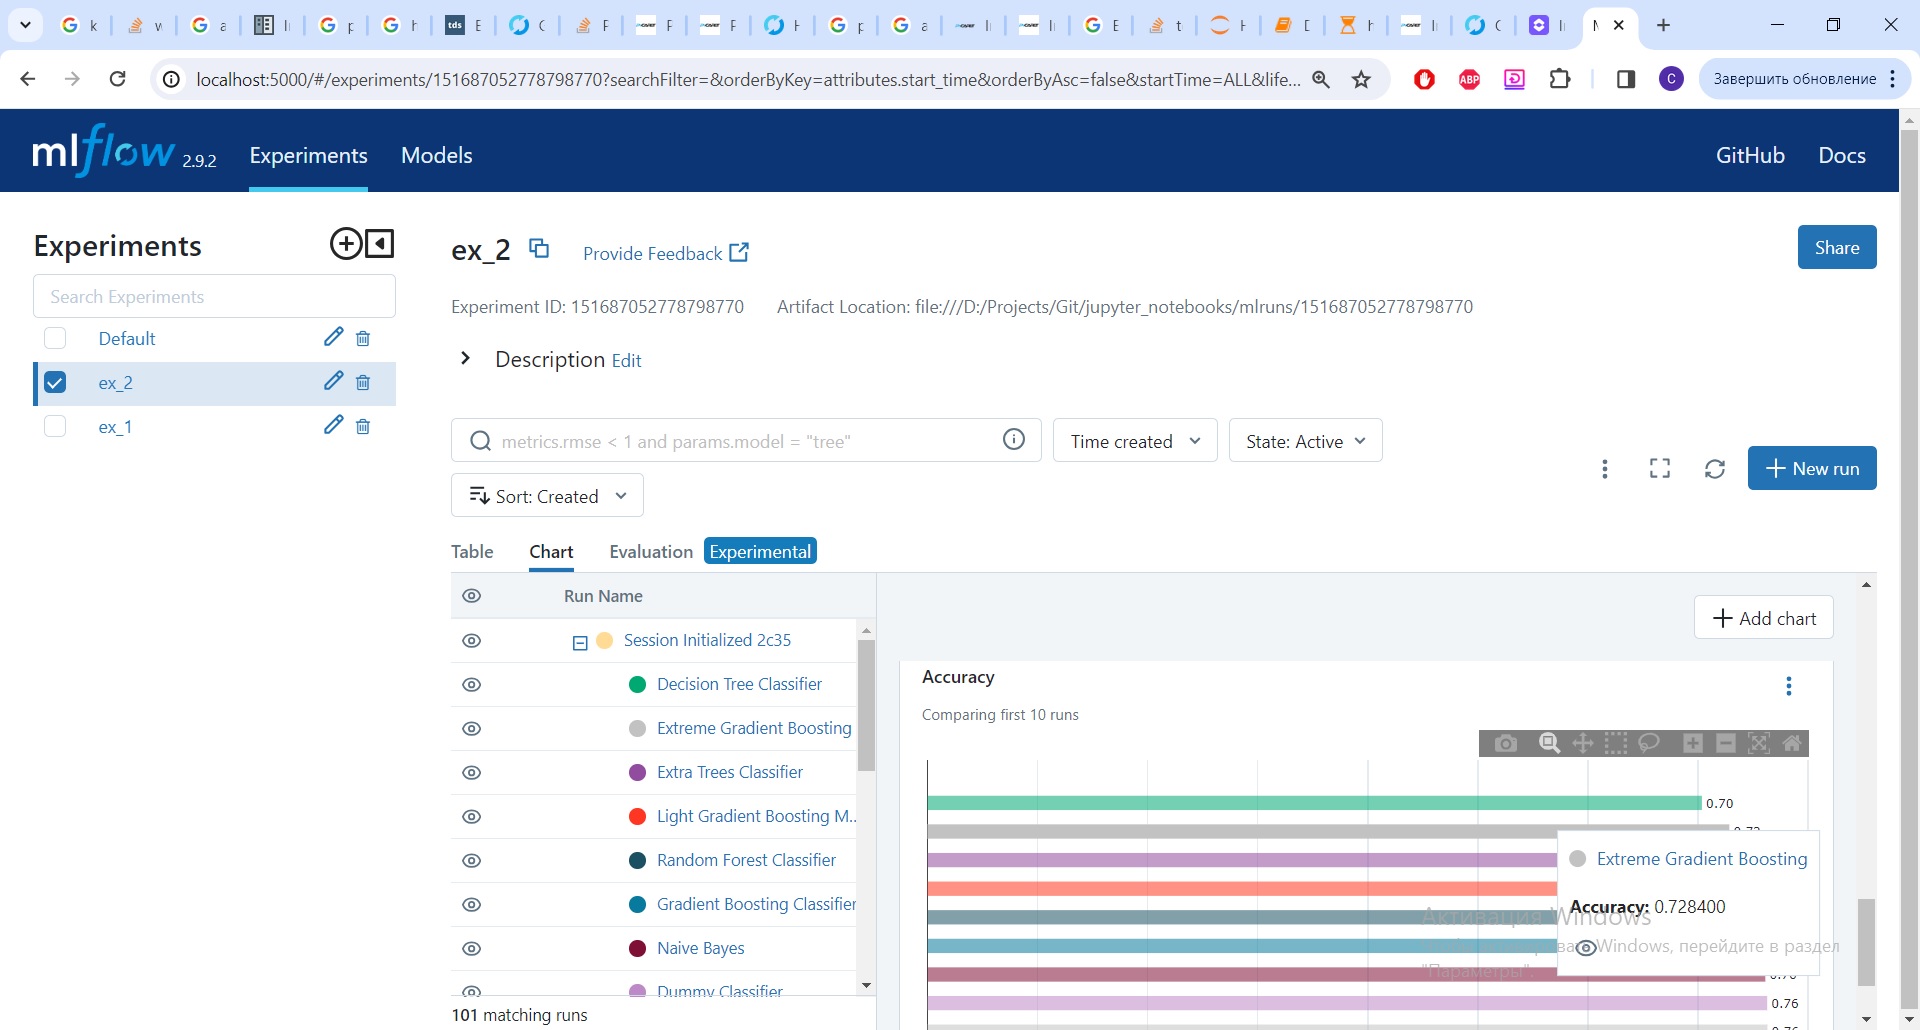 k
w
a
p
h
tds E
C
F
F
F
H
p
a
I
I
E
t
H
D
h
I
C
I
localhost:5000/#/experiments/151687052778798770?searchFilter=&orderByKey=attributes.start_time&orderByAsc=false&startTime=ALL&life...
ABP
C
Завершить обновление
mlflow 2.9.2
Experiments
Models
GitHub
Docs
Experiments
Search Experiments
Default
ex_2
ex_1
ex_2
Provide Feedback
Share
Experiment ID: 151687052778798770
Artifact Location: file:///D:/Projects/Git/jupyter_notebooks/mlruns/151687052778798770
Description Edit
metrics.rmse < 1 and params.model = "tree"
Time created
State: Active
New run
Sort: Created
Table
Chart
Evaluation
Experimental
Run Name
Session Initialized 2c35
Decision Tree Classifier
Extreme Gradient Boosting
Extra Trees Classifier
Light Gradient Boosting M..
Random Forest Classifier
Gradient Boosting Classifier
Naive Bayes
Dummy Classifier
101 matching runs
Add chart
Accuracy
Comparing first 10 runs
0.70
Extreme Gradient Boosting
Accuracy: 0.728400
Активация Windows
Windows, перейдите в раздел
"Параметры".
0.76